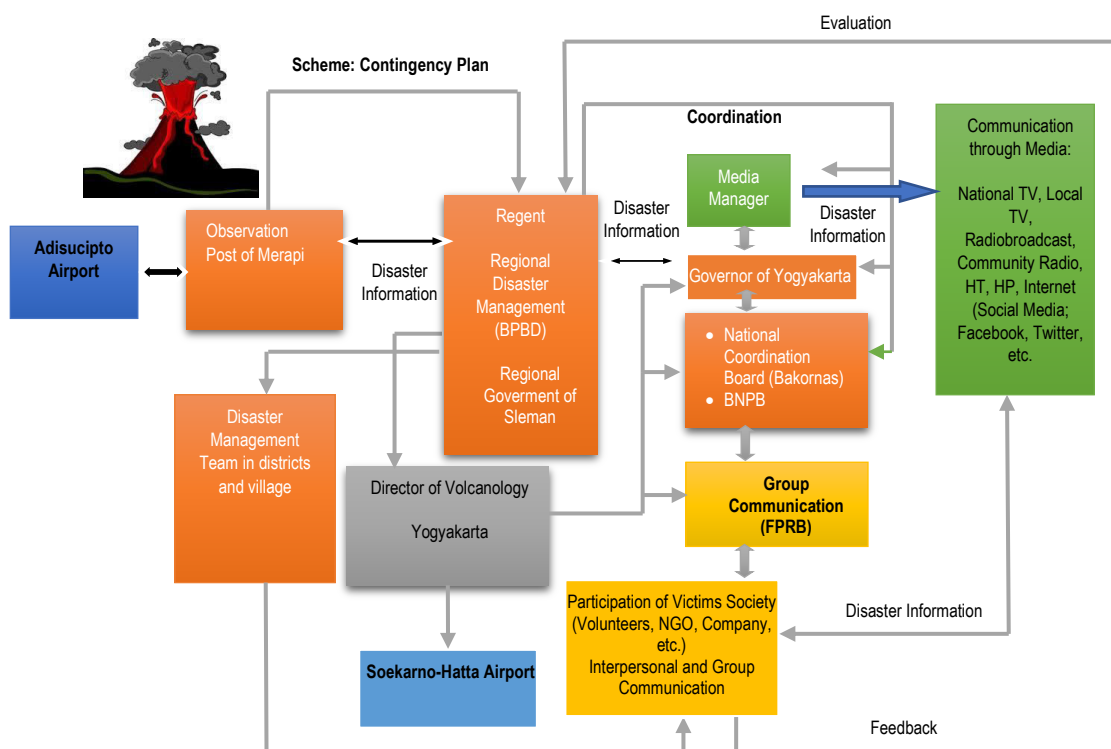 Evaluation
Scheme: Contingency Plan
Coordination
Communication
through Media:
National TV, Local
TV,
Radiobroadcast,
Community Radio,
HT, HP, Internet
(Social Media;
Facebook, Twitter,
etc.
Media
Manager
Disaster
Information
Disaster
Information
Regent
Regional
Disaster
Management
(BPBD)
Regional
Goverment of
Sleman
Observation
Post of Merapi
Adisucipto
Airport
Disaster
Information
Governor of Yogyakarta
• National
Coordination
Board (Bakornas)
• BNPB
Disaster
Management
Team in districts
and village
Director of Volcanology
Yogyakarta
Group
Communication
(FPRB)
Participation of Victims Society
(Volunteers, NGO, Company,
etc.)
Interpersonal and Group
Communication
Disaster Information
Soekarno-Hatta Airport
Feedback